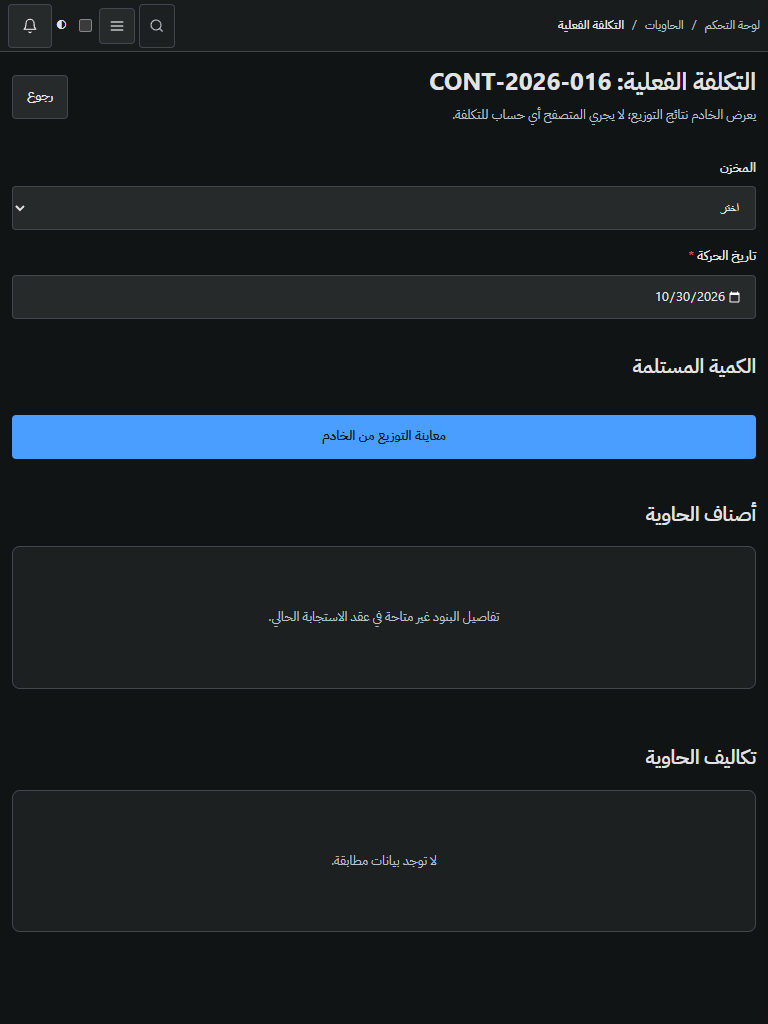 لوحة التحكم / الحاويات / التكلفة الفعلية
التكلفة الفعلية: CONT-2026-016
رجوع
يعرض الخادم نتائج التوزيع؛ لا يجري المتصفح أي حساب للتكلفة.
المخزن
اختر
تاريخ الحركة *
10/30/2026
الكمية المستلمة
معاينة التوزيع من الخادم
أصناف الحاوية
تفاصيل البنود غير متاحة في عقد الاستجابة الحالي.
تكاليف الحاوية
لا توجد بيانات مطابقة.